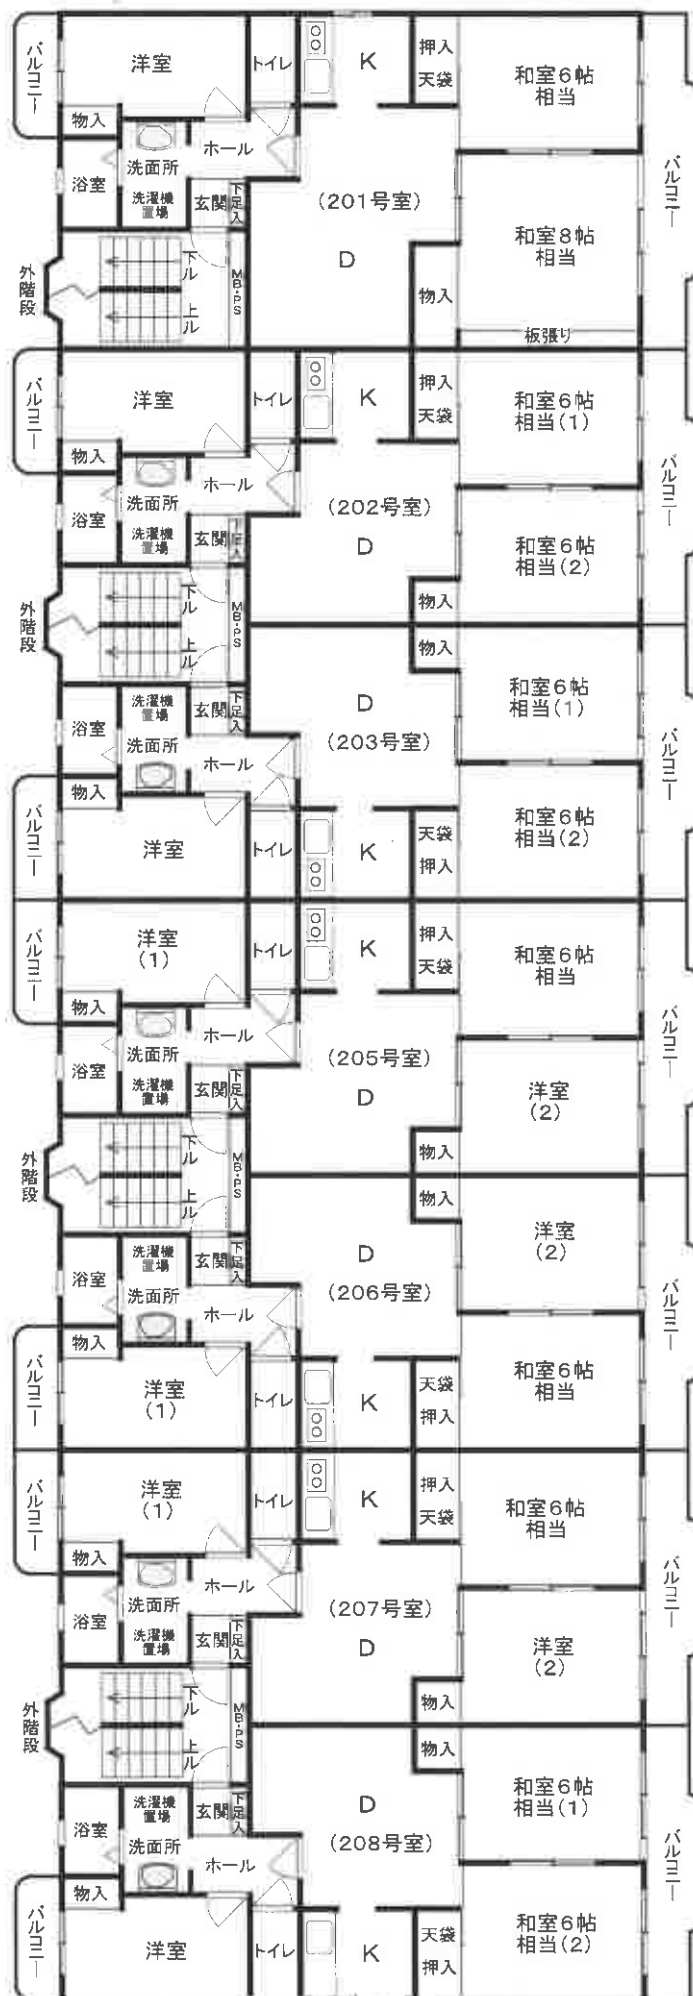 バルコニー
洋室
トイレ
K
押入
天袋
和室6帖
相当
物入
浴室
洗面所
洗濯機
置場
ホール
玄関
下足入
(201号室)
D
和室8帖
相当
バルコニー
物入
板張り
外階段
下ル
上ル
MB・PS
バルコニー
洋室
トイレ
K
押入
天袋
和室6帖
相当(1)
物入
浴室
洗面所
洗濯機
置場
ホール
玄関
下足入
(202号室)
D
和室6帖
相当(2)
バルコニー
物入
外階段
下ル
上ル
MB・PS
物入
和室6帖
相当(1)
D
(203号室)
浴室
洗濯機
置場
洗面所
玄関
下足入
ホール
バルコニー
物入
洋室
トイレ
K
天袋
押入
和室6帖
相当(2)
バルコニー
バルコニー
洋室
(1)
トイレ
K
押入
天袋
和室6帖
相当
物入
浴室
洗面所
洗濯機
置場
ホール
玄関
下足入
(205号室)
D
洋室
(2)
バルコニー
物入
外階段
下ル
上ル
MB・PS
物入
洋室
(2)
D
(206号室)
浴室
洗濯機
置場
洗面所
玄関
下足入
ホール
バルコニー
物入
洋室
(1)
トイレ
K
天袋
押入
和室6帖
相当
バルコニー
バルコニー
洋室
(1)
トイレ
K
押入
天袋
和室6帖
相当
物入
浴室
洗面所
洗濯機
置場
ホール
玄関
下足入
(207号室)
D
洋室
(2)
バルコニー
物入
外階段
下ル
上ル
MB・PS
物入
和室6帖
相当(1)
D
(208号室)
浴室
洗濯機
置場
洗面所
玄関
下足入
ホール
バルコニー
物入
洋室
トイレ
K
天袋
押入
和室6帖
相当(2)
バルコニー